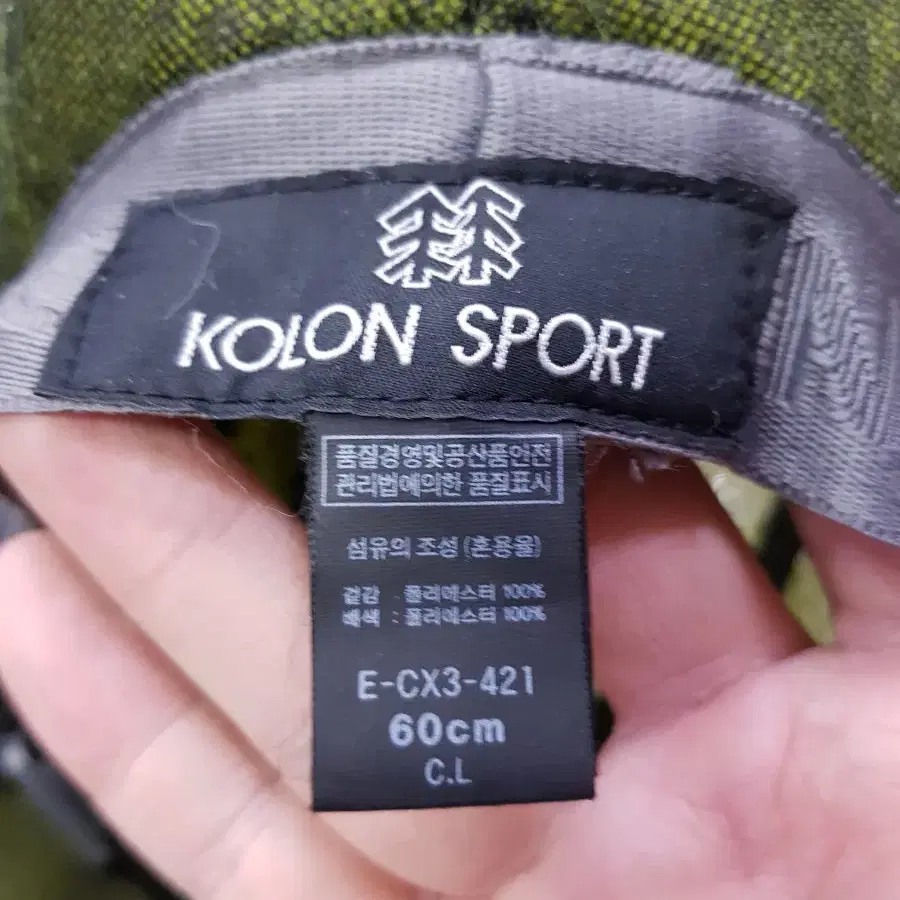 KOLON SPORT
품질경영및공산품안전
관리법에의한 품질표시
섬유의 조성 (혼용율)
겉감 : 폴리에스터 100%
배색 : 폴리에스터 100%
E-CX3-421
60cm
C.L